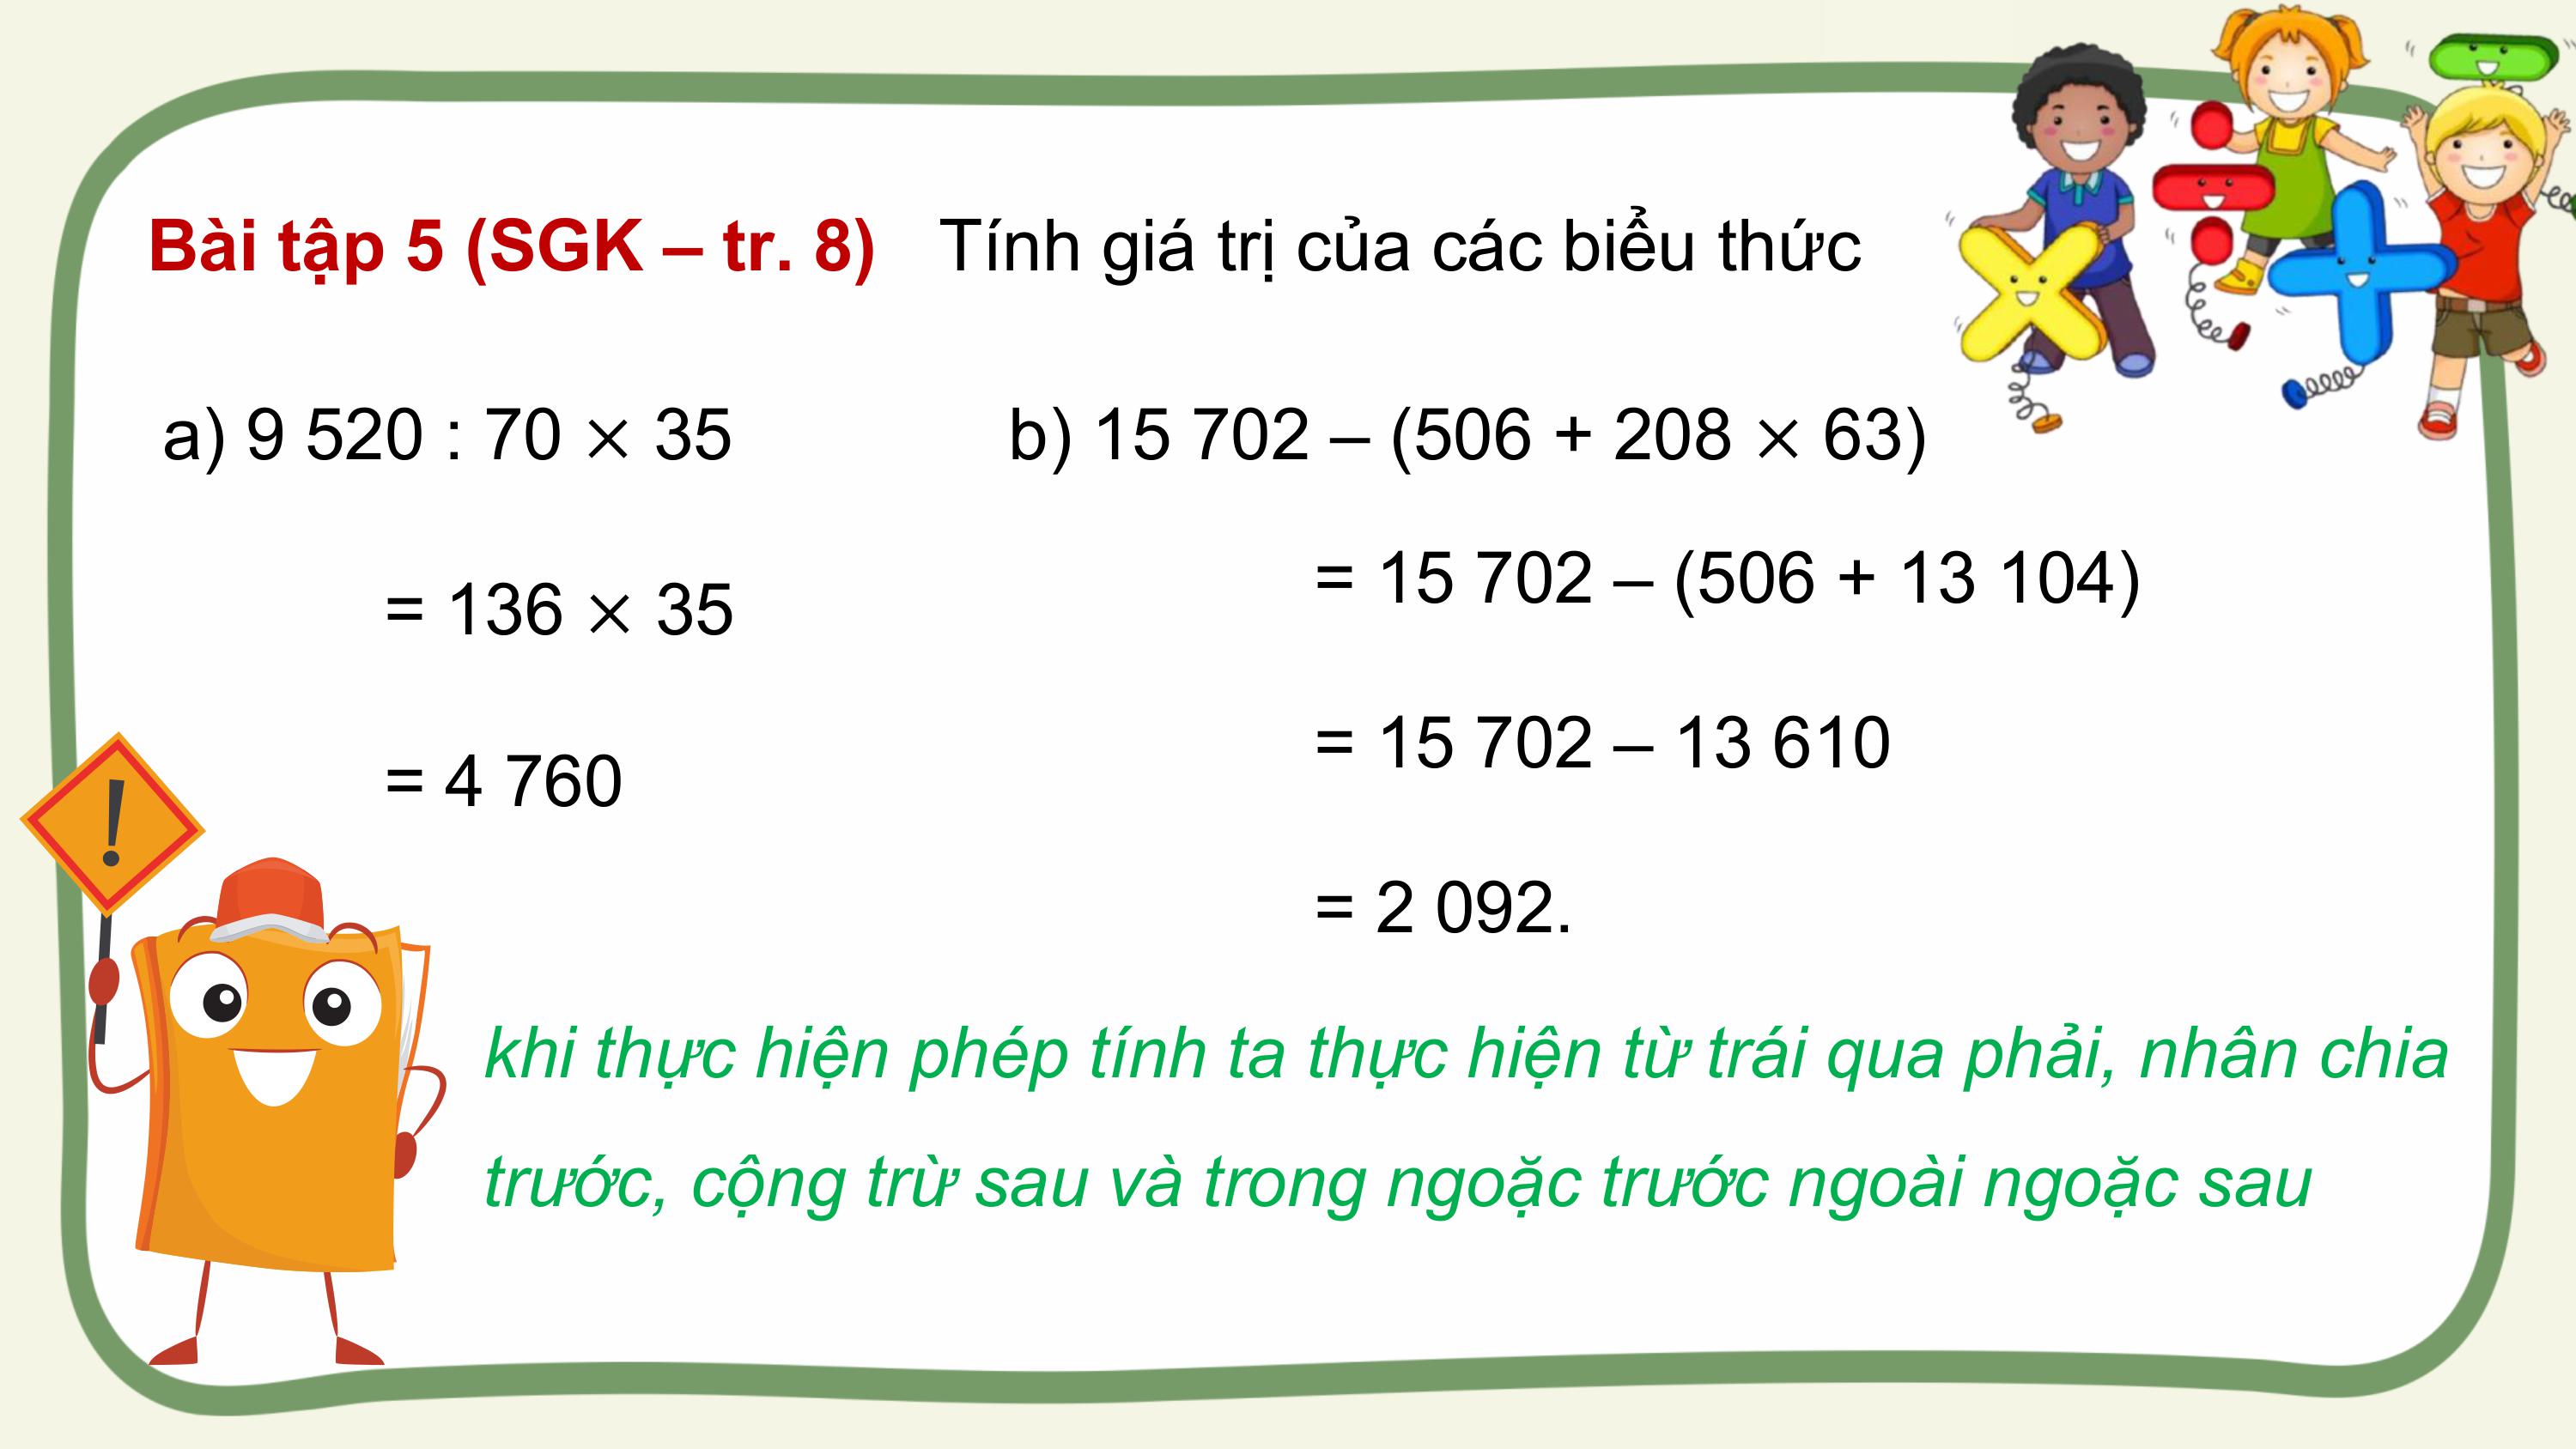 Bài tập 5 (SGK – tr. 8) Tính giá trị của các biểu thức
a) 9 520 : 70 × 35
= 136 × 35
= 4 760
b) 15 702 – (506 + 208 × 63)
= 15 702 – (506 + 13 104)
= 15 702 – 13 610
= 2 092.
!
khi thực hiện phép tính ta thực hiện từ trái qua phải, nhân chia
trước, cộng trừ sau và trong ngoặc trước ngoài ngoặc sau